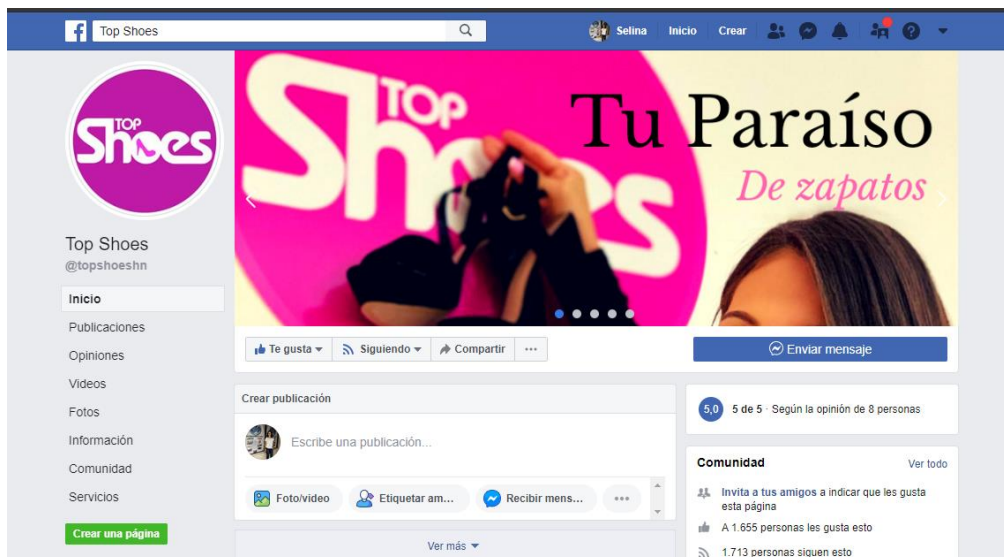 Top Shoes
Selina
Inicio
Crear
TOP
Shoes
TOP
Shoes
Tu Paraíso
De zapatos
Top Shoes
@topshoeshn
Inicio
Publicaciones
Opiniones
Videos
Fotos
Información
Comunidad
Servicios
Crear una página
Te gusta
Siguiendo
Compartir
Enviar mensaje
Crear publicación
Escribe una publicación...
Foto/video
Etiquetar am...
Recibir mens...
Ver más
5,0
5 de 5 · Según la opinión de 8 personas
Comunidad
Ver todo
Invita a tus amigos a indicar que les gusta
esta página
A 1.655 personas les gusta esto
1.713 personas siguen esto